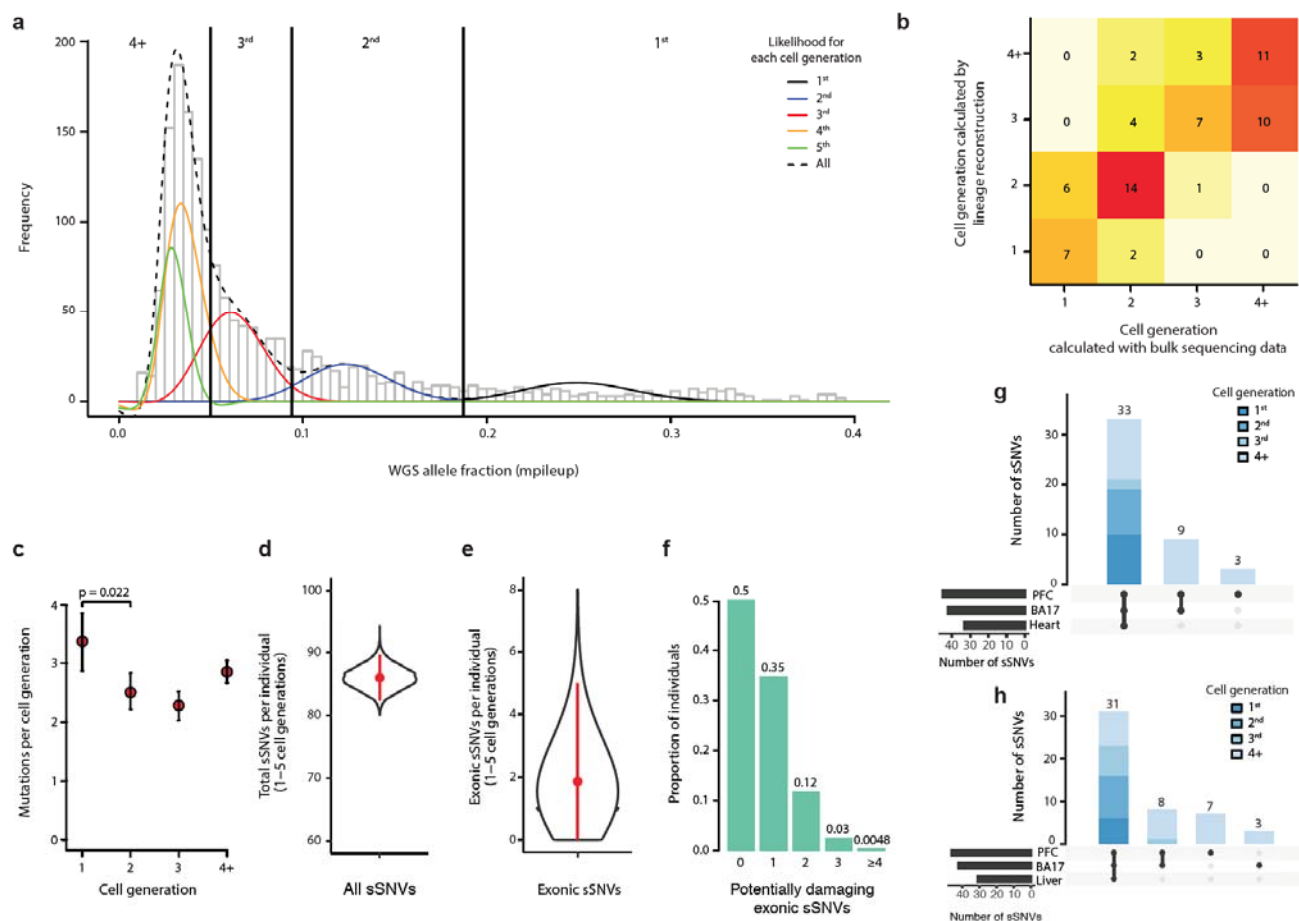 a
4+ 3rd 2nd 1st
Likelihood for
each cell generation
1st
2nd
3rd
4th
5th
All
200
150
100
50
0
Frequency
0.0 0.1 0.2 0.3 0.4
WGS allele fraction (mpileup)
b
Cell generation calculated by
lineage reconstruction
4+ 0 2 3 11
3 0 4 7 10
2 6 14 1 0
1 7 2 0 0
1 2 3 4+
Cell generation
calculated with bulk sequencing data
c
p = 0.022
Mutations per cell generation
4
3
2
1
0
1 2 3 4+
Cell generation
d
Total sSNVs per individual
(1–5 cell generations)
100
90
80
70
60
All sSNVs
e
Exonic sSNVs per individual
(1–5 cell generations)
8
6
4
2
0
Exonic sSNVs
f
Proportion of individuals
0.5
0.4
0.3
0.2
0.1
0.0
0.5
0.35
0.12
0.03
0.0048
0 1 2 3 ≥4
Potentially damaging
exonic sSNVs
g
Number of sSNVs
30
20
10
0
33
9
3
Cell generation
1st
2nd
3rd
4+
PFC
BA17
Heart
40 30 20 10 0
Number of sSNVs
h
Number of sSNVs
30
20
10
0
31
8
7
3
Cell generation
1st
2nd
3rd
4+
PFC
BA17
Liver
40 30 20 10 0
Number of sSNVs